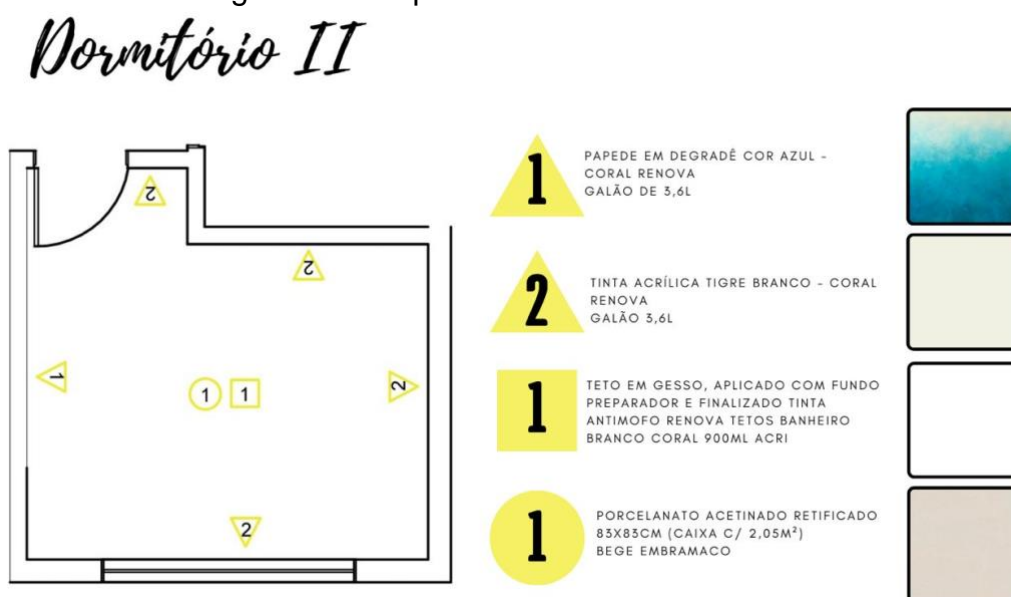 Dormitório II
2
2
1
1
1
2
2
1
PAPEDE EM DEGRADÊ COR AZUL -
CORAL RENOVA
GALÃO DE 3,6L
2
TINTA ACRÍLICA TIGRE BRANCO - CORAL
RENOVA
GALÃO 3,6L
1
TETO EM GESSO, APLICADO COM FUNDO
PREPARADOR E FINALIZADO TINTA
ANTIMOFO RENOVA TETOS BANHEIRO
BRANCO CORAL 900ML ACRI
1
PORCELANATO ACETINADO RETIFICADO
83X83CM (CAIXA C/ 2,05M²)
BEGE EMBRAMACO